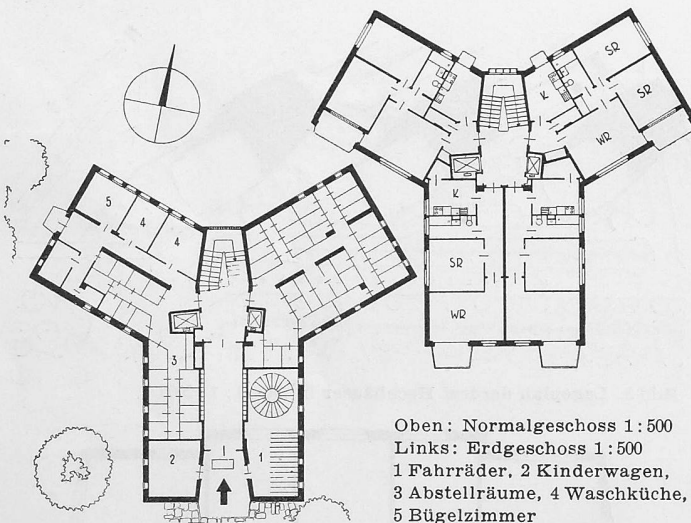 K
SR
SR
WR
K
SR
WR
5
4
4
3
2
1
Oben: Normalgeschoss 1:500
Links: Erdgeschoss 1:500
1 Fahrräder, 2 Kinderwagen,
3 Abstellräume, 4 Waschküche,
5 Bügelzimmer